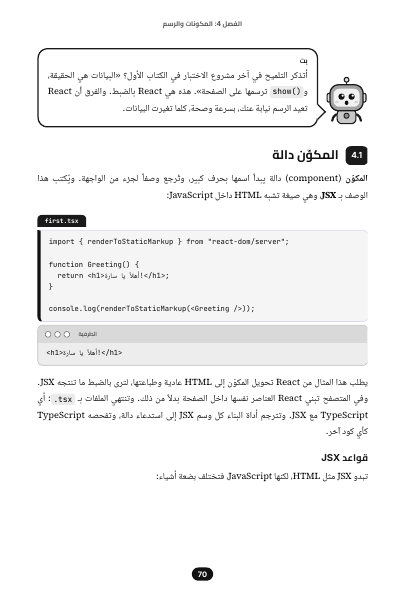 الفصل 4: المكونات والرسم
بت
أتذكر التلميح في آخر مشروع الاختبار في الكتاب الأول؟ «البيانات هي الحقيقة،
و show() ترسمها على الصفحة». هذه هي React بالضبط. والفرق أن React
تعيد الرسم نيابة عنك، بسرعة وصحة، كلما تغيرت البيانات.
4.1 المكوّن دالة
المكوّن (component) دالة يبدأ اسمها بحرف كبير، وتُرجع وصفاً لجزء من الواجهة. ويُكتب هذا
الوصف بـ JSX وهي صيغة تشبه HTML داخل JavaScript:
first.tsx
import { renderToStaticMarkup } from "react-dom/server";
function Greeting() {
return <h1>أهلاً يا سارة!</h1>;
}
console.log(renderToStaticMarkup(<Greeting />));
الطرفية
<h1>أهلاً يا سارة!</h1>
يطلب هذا المثال من React تحويل المكوّن إلى HTML عادية وطباعتها، لترى بالضبط ما تنتجه JSX.
وفي المتصفح تبني React العناصر نفسها داخل الصفحة بدلاً من ذلك. وتنتهي الملفات بـ .tsx: أي
TypeScript مع JSX. وتترجم أداة البناء كل وسم JSX إلى استدعاء دالة، وتفحصه TypeScript
كأي كود آخر.
قواعد JSX
تبدو JSX مثل HTML، لكنها JavaScript، فتختلف بضعة أشياء:
70